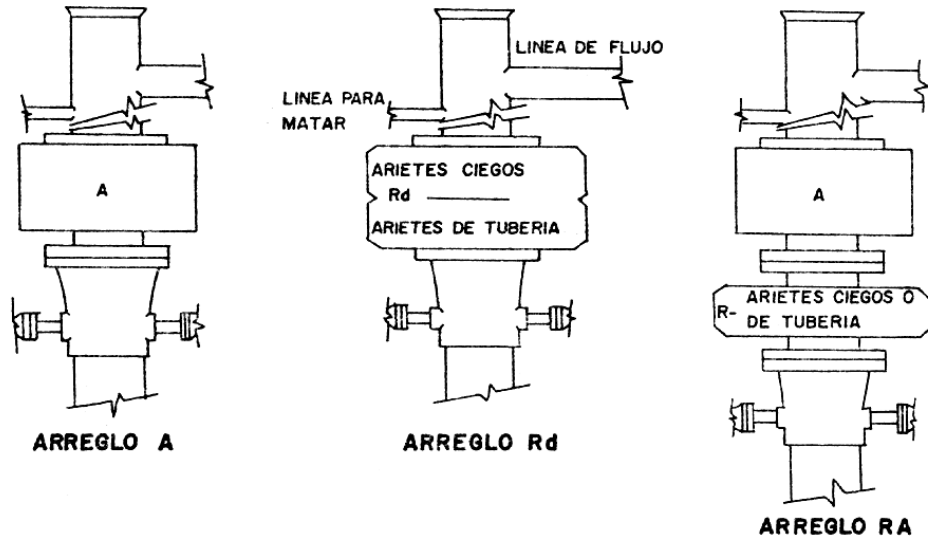 A
ARREGLO A
LINEA DE FLUJO
LINEA PARA
MATAR
ARIETES CIEGOS
Rd
ARIETES DE TUBERIA
ARREGLO Rd
A
ARIETES CIEGOS O
R-
DE TUBERIA
ARREGLO RA